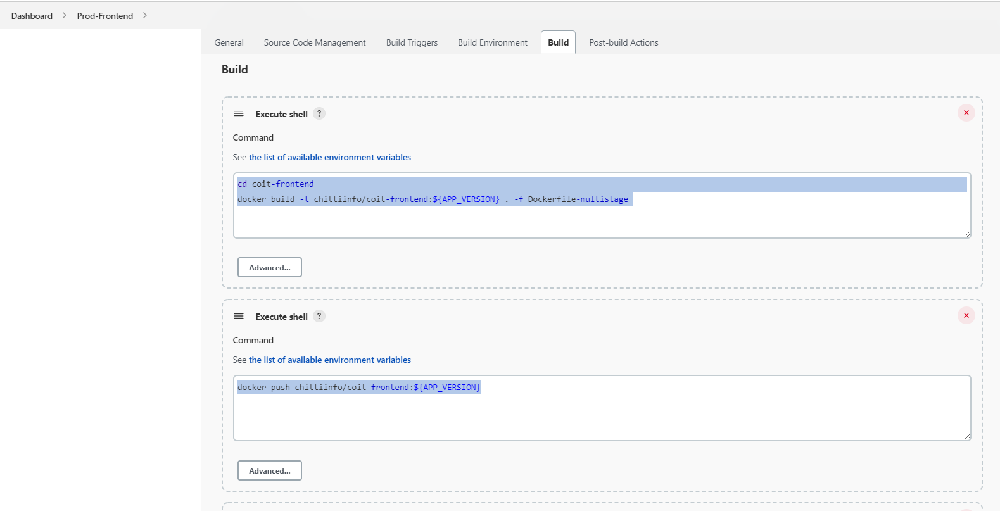 Dashboard > Prod-Frontend >
General Source Code Management Build Triggers Build Environment Build Post-build Actions
Build
Execute shell ?
Command
See the list of available environment variables
cd coit-frontend
docker build -t chittiinfo/coit-frontend:${APP_VERSION} . -f Dockerfile-multistage
Advanced...
Execute shell ?
Command
See the list of available environment variables
docker push chittiinfo/coit-frontend:${APP_VERSION}
Advanced...